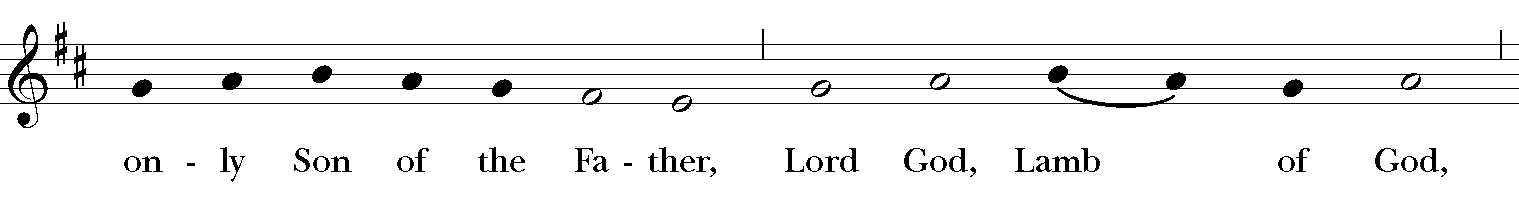 on - ly Son of the Fa - ther, Lord God, Lamb of God,